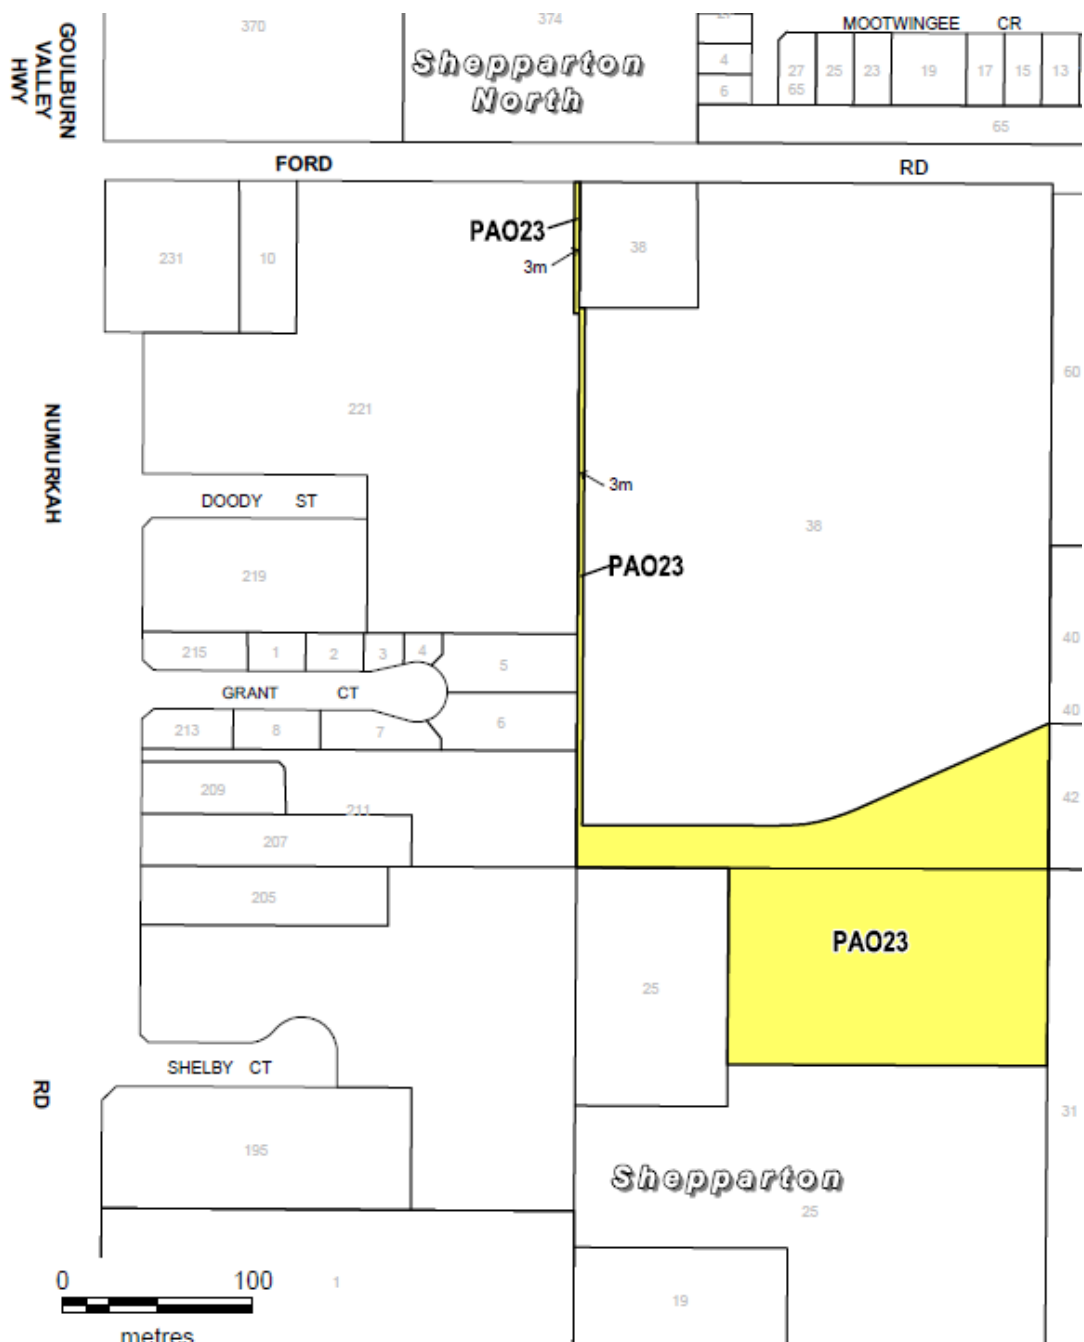 370
374
MOOTWINGEE CR
GOULBURN
VALLEY
HWY
Shepparton
North
4
6
27
65
25
23
19
17
15
13
65
FORD RD
231
10
PAO23
3m
38
60
221
NUMURKAH
3m
DOODY ST
38
PAO23
219
215
1
2
3
4
5
40
GRANT CT
213
8
7
6
40
209
211
42
207
205
PAO23
25
SHELBY CT
RD
31
195
Shepparton
25
0 100
metres
1
19